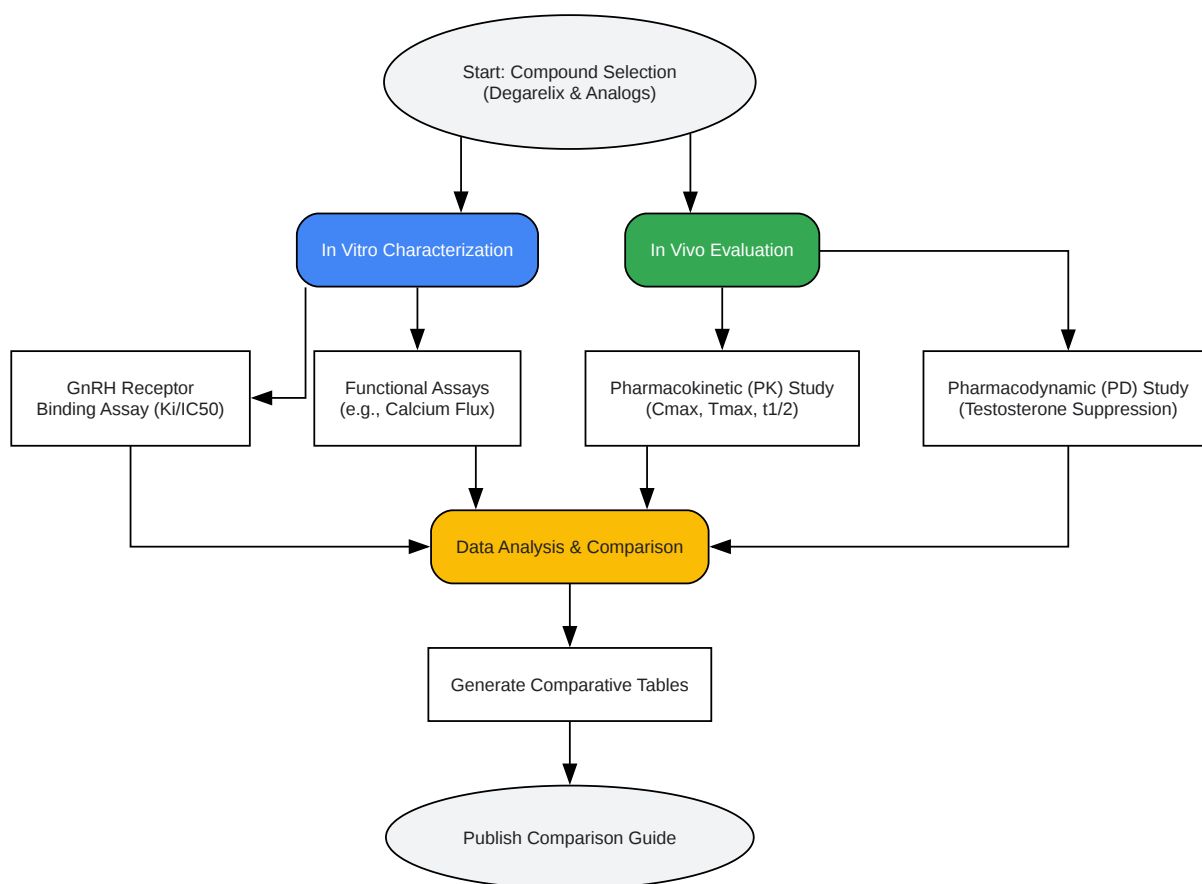 Start: Compound Selection
(Degarelix & Analogs)
In Vitro Characterization
In Vivo Evaluation
GnRH Receptor
Binding Assay (Ki/IC50)
Functional Assays
(e.g., Calcium Flux)
Pharmacokinetic (PK) Study
(Cmax, Tmax, t1/2)
Pharmacodynamic (PD) Study
(Testosterone Suppression)
Data Analysis & Comparison
Generate Comparative Tables
Publish Comparison Guide